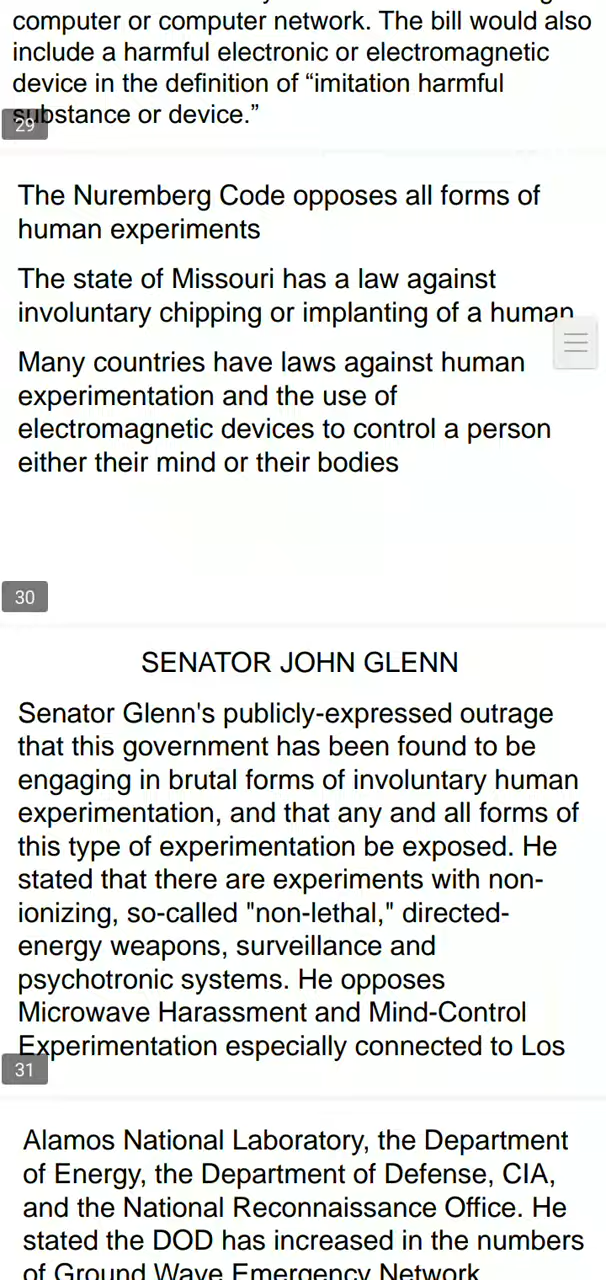 computer or computer network. The bill would also
include a harmful electronic or electromagnetic
device in the definition of “imitation harmful
substance or device.”
29
The Nuremberg Code opposes all forms of
human experiments
The state of Missouri has a law against
involuntary chipping or implanting of a human
Many countries have laws against human
experimentation and the use of
electromagnetic devices to control a person
either their mind or their bodies
30
SENATOR JOHN GLENN
Senator Glenn's publicly-expressed outrage
that this government has been found to be
engaging in brutal forms of involuntary human
experimentation, and that any and all forms of
this type of experimentation be exposed. He
stated that there are experiments with non-
ionizing, so-called "non-lethal," directed-
energy weapons, surveillance and
psychotronic systems. He opposes
Microwave Harassment and Mind-Control
Experimentation especially connected to Los
31
Alamos National Laboratory, the Department
of Energy, the Department of Defense, CIA,
and the National Reconnaissance Office. He
stated the DOD has increased in the numbers
of Ground Wave Emergency Network